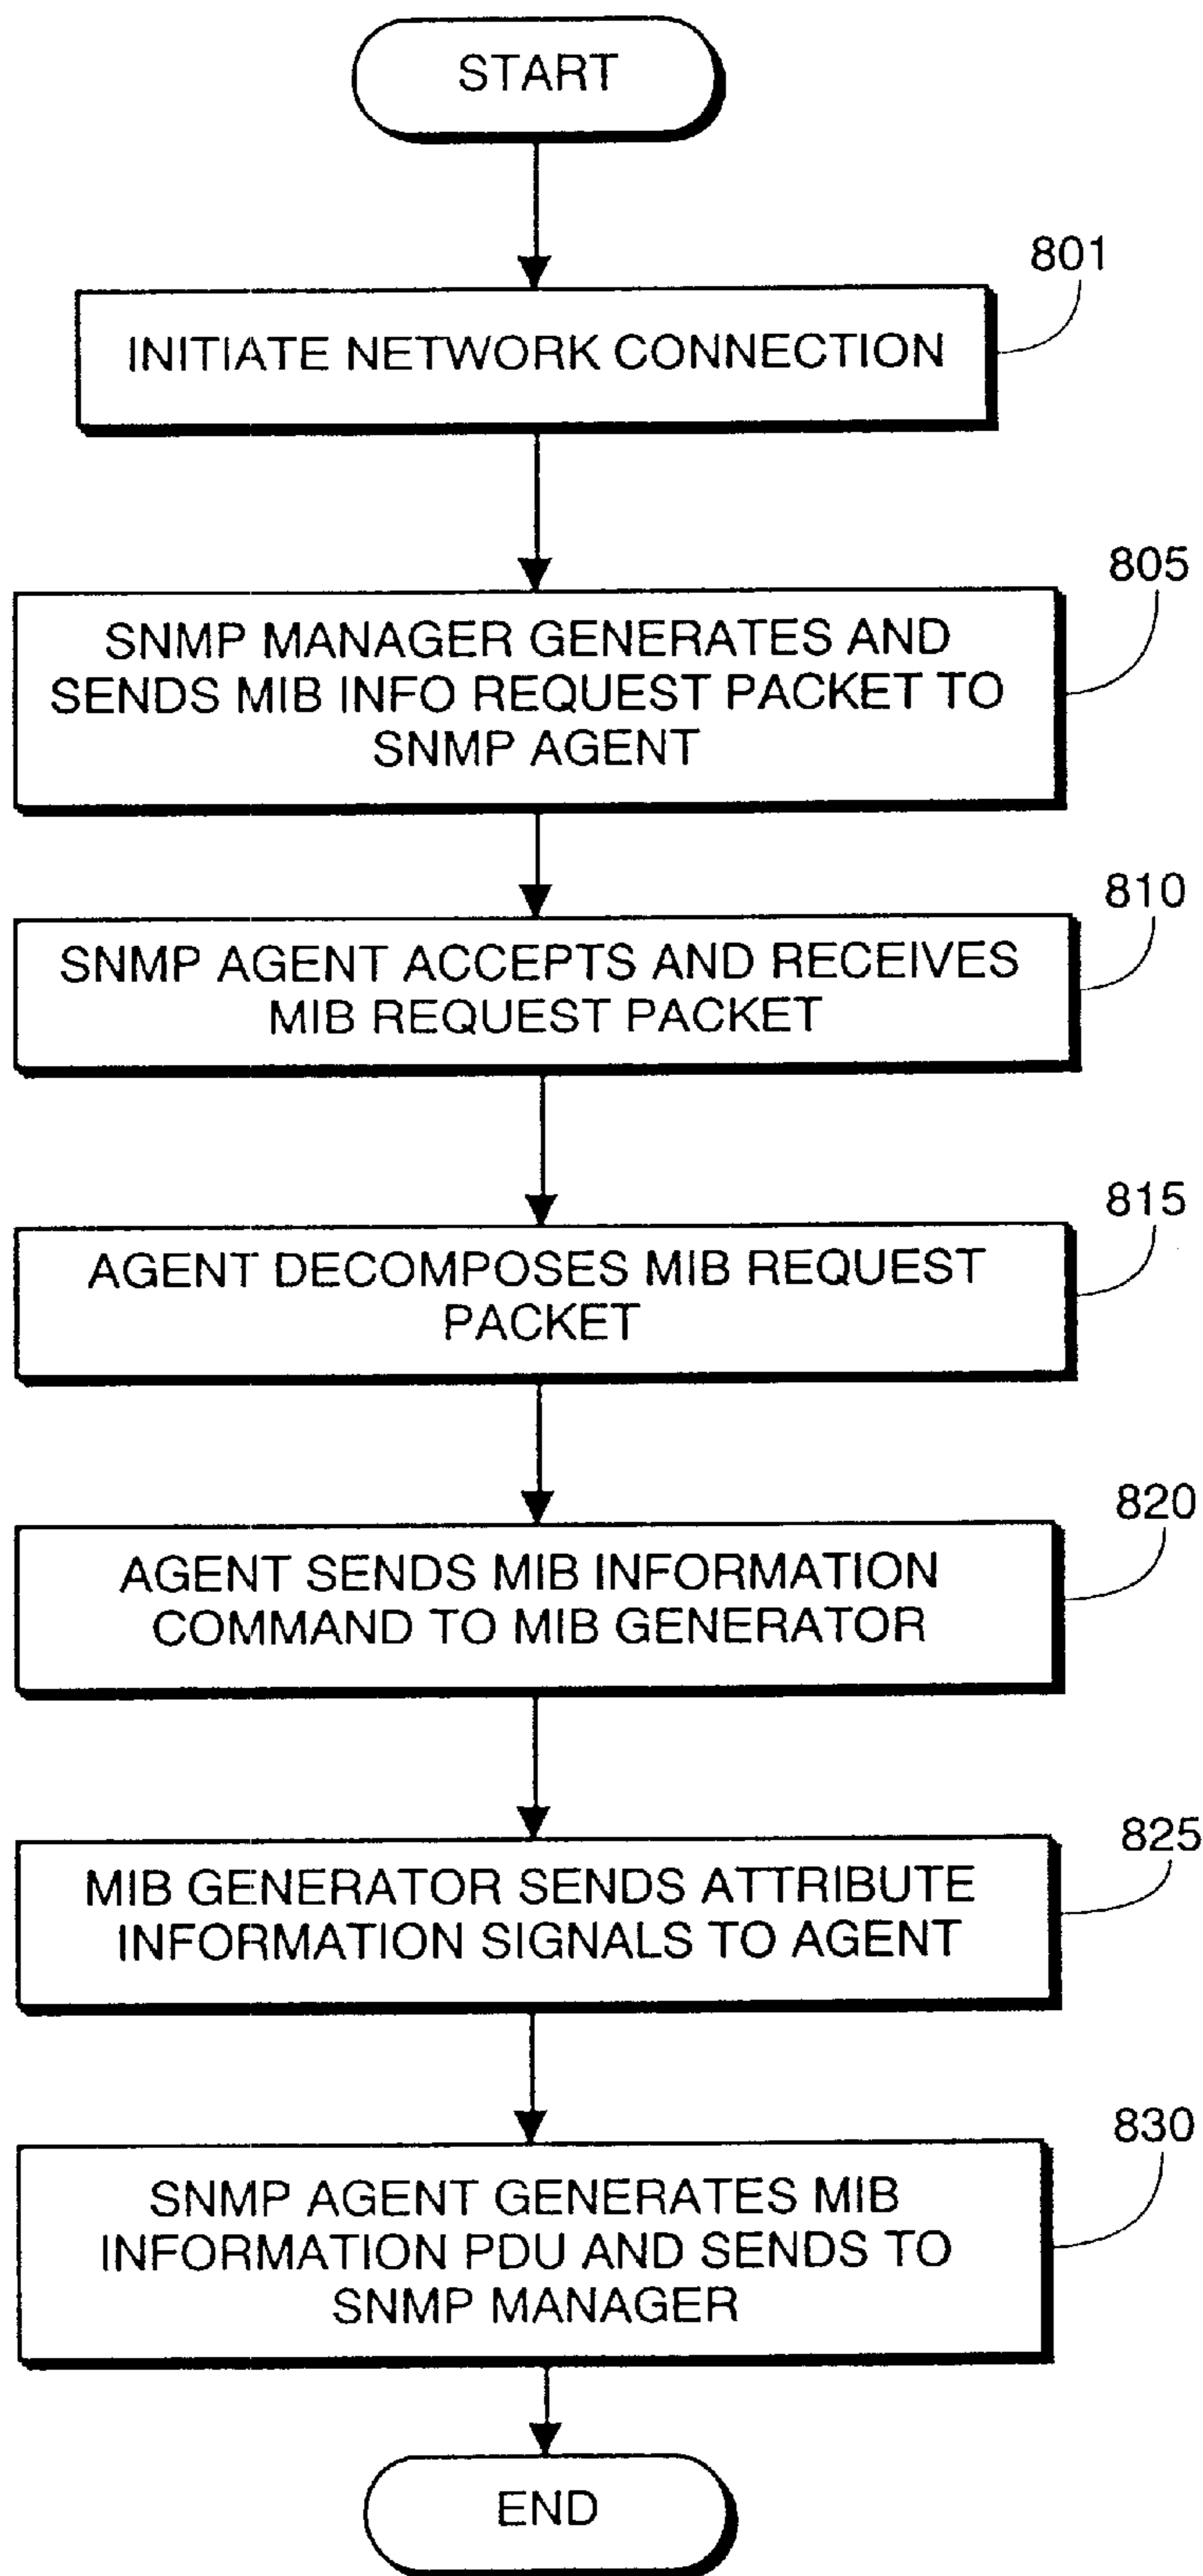 START
801
INITIATE NETWORK CONNECTION
805
SNMP MANAGER GENERATES AND
SENDS MIB INFO REQUEST PACKET TO
SNMP AGENT
810
SNMP AGENT ACCEPTS AND RECEIVES
MIB REQUEST PACKET
815
AGENT DECOMPOSES MIB REQUEST
PACKET
820
AGENT SENDS MIB INFORMATION
COMMAND TO MIB GENERATOR
825
MIB GENERATOR SENDS ATTRIBUTE
INFORMATION SIGNALS TO AGENT
830
SNMP AGENT GENERATES MIB
INFORMATION PDU AND SENDS TO
SNMP MANAGER
END